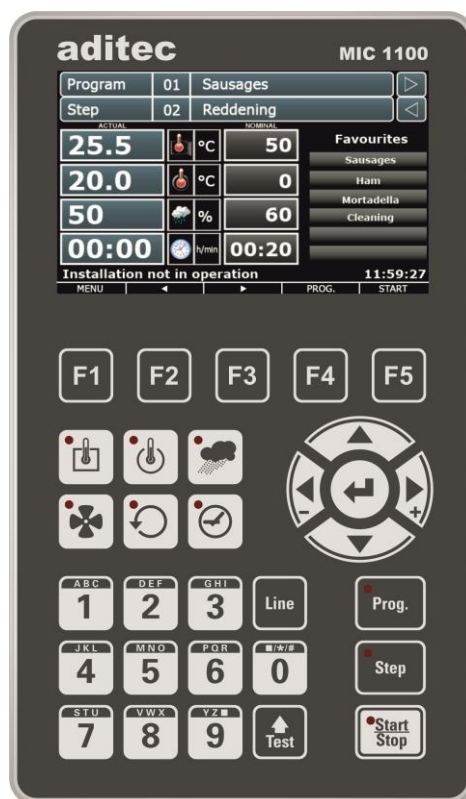 aditec MIC 1100
Program 01 Sausages
Step 02 Reddening
ACTUAL NOMINAL
25.5 °C 50 Favourites
Sausages
20.0 °C 0 Ham
Mortadella
50 % 60 Cleaning
00:00 h/min 00:20
Installation not in operation 11:59:27
MENU ◄ ► PROG. START
F1 F2 F3 F4 F5
- +
ABC DEF GHI
1 2 3 Line Prog.
JKL MNO PQR ■/*/#
4 5 6 0 Step
STU VWX YZ■
7 8 9 Test Start
Stop